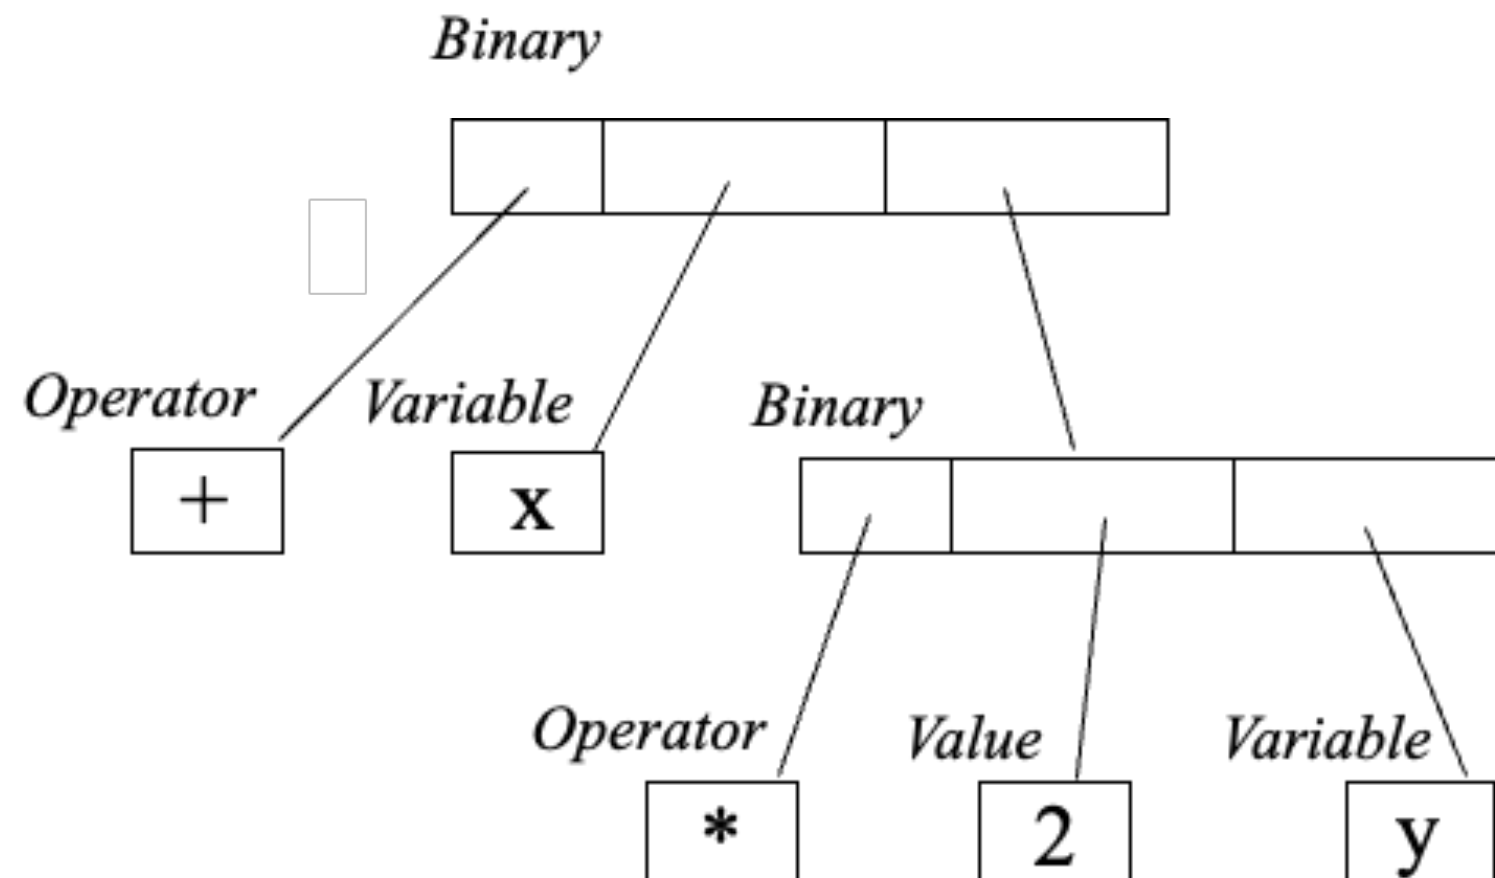 Binary
Operator Variable Binary
+ x
Operator Value Variable
* 2 y